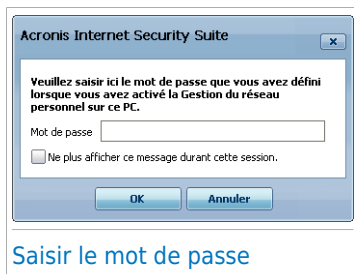 Acronis Internet Security Suite
Veuillez saisir ici le mot de passe que vous avez défini
lorsque vous avez activé la Gestion du réseau
personnel sur ce PC.
Mot de passe
Ne plus afficher ce message durant cette session.
OK Annuler
Saisir le mot de passe